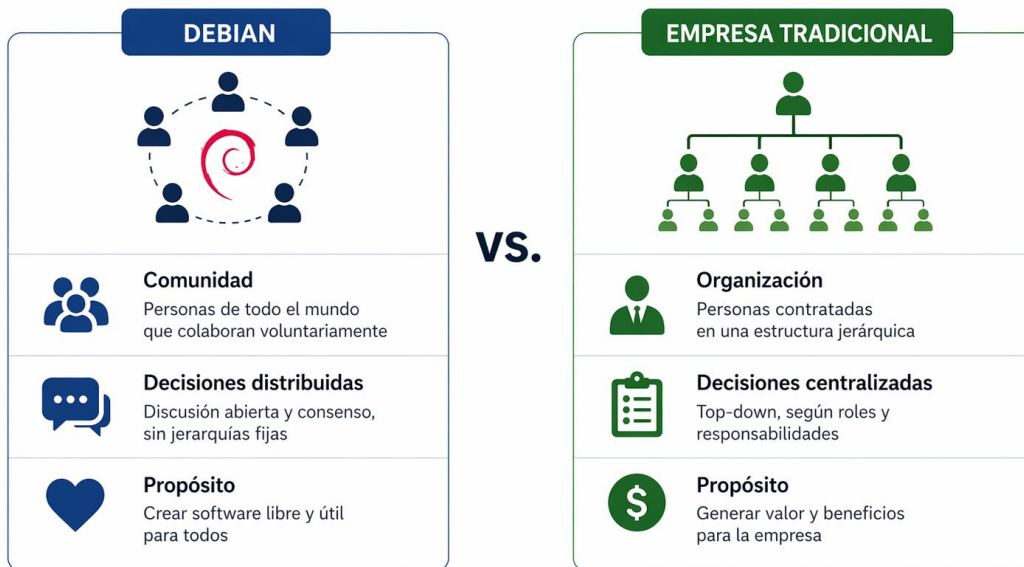 DEBIAN
Comunidad
Personas de todo el mundo
que colaboran voluntariamente
Decisiones distribuidas
Discusión abierta y consenso,
sin jerarquías fijas
Propósito
Crear software libre y útil
para todos
VS.
EMPRESA TRADICIONAL
Organización
Personas contratadas
en una estructura jerárquica
Decisiones centralizadas
Top-down, según roles y
responsabilidades
$
Propósito
Generar valor y beneficios
para la empresa